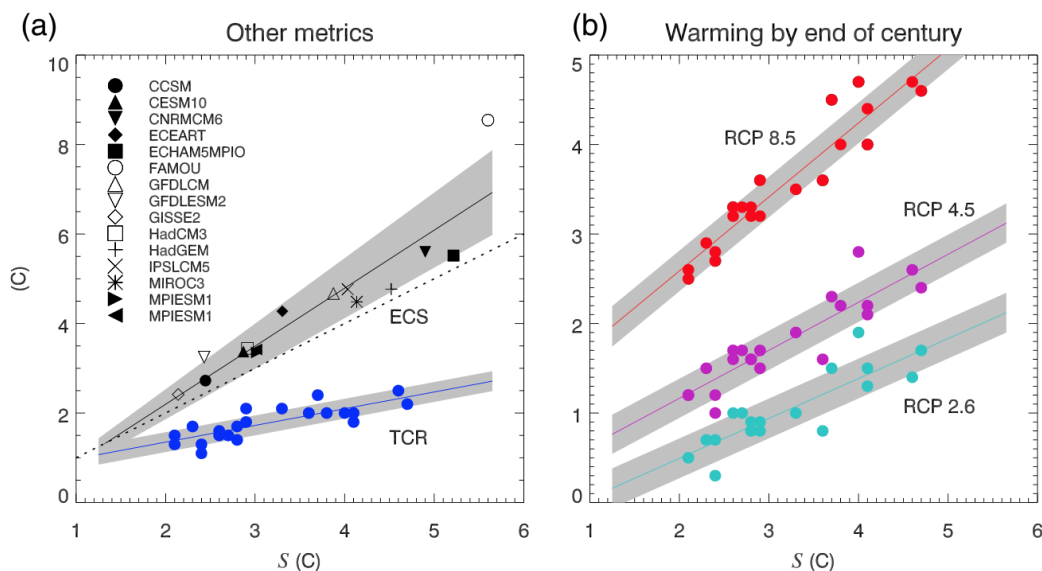 (a)
Other metrics
10
8
6
4
2
0
(C)
CCSM
CESM10
CNRMCM6
ECEART
ECHAM5MPIO
FAMOU
GFDLCM
GFDLESM2
GISSE2
HadCM3
HadGEM
IPSLCM5
MIROC3
MPIESM1
MPIESM1
ECS
TCR
1 2 3 4 5 6
S (C)
(b)
Warming by end of century
5
4
3
2
1
0
RCP 8.5
RCP 4.5
RCP 2.6
1 2 3 4 5 6
S (C)